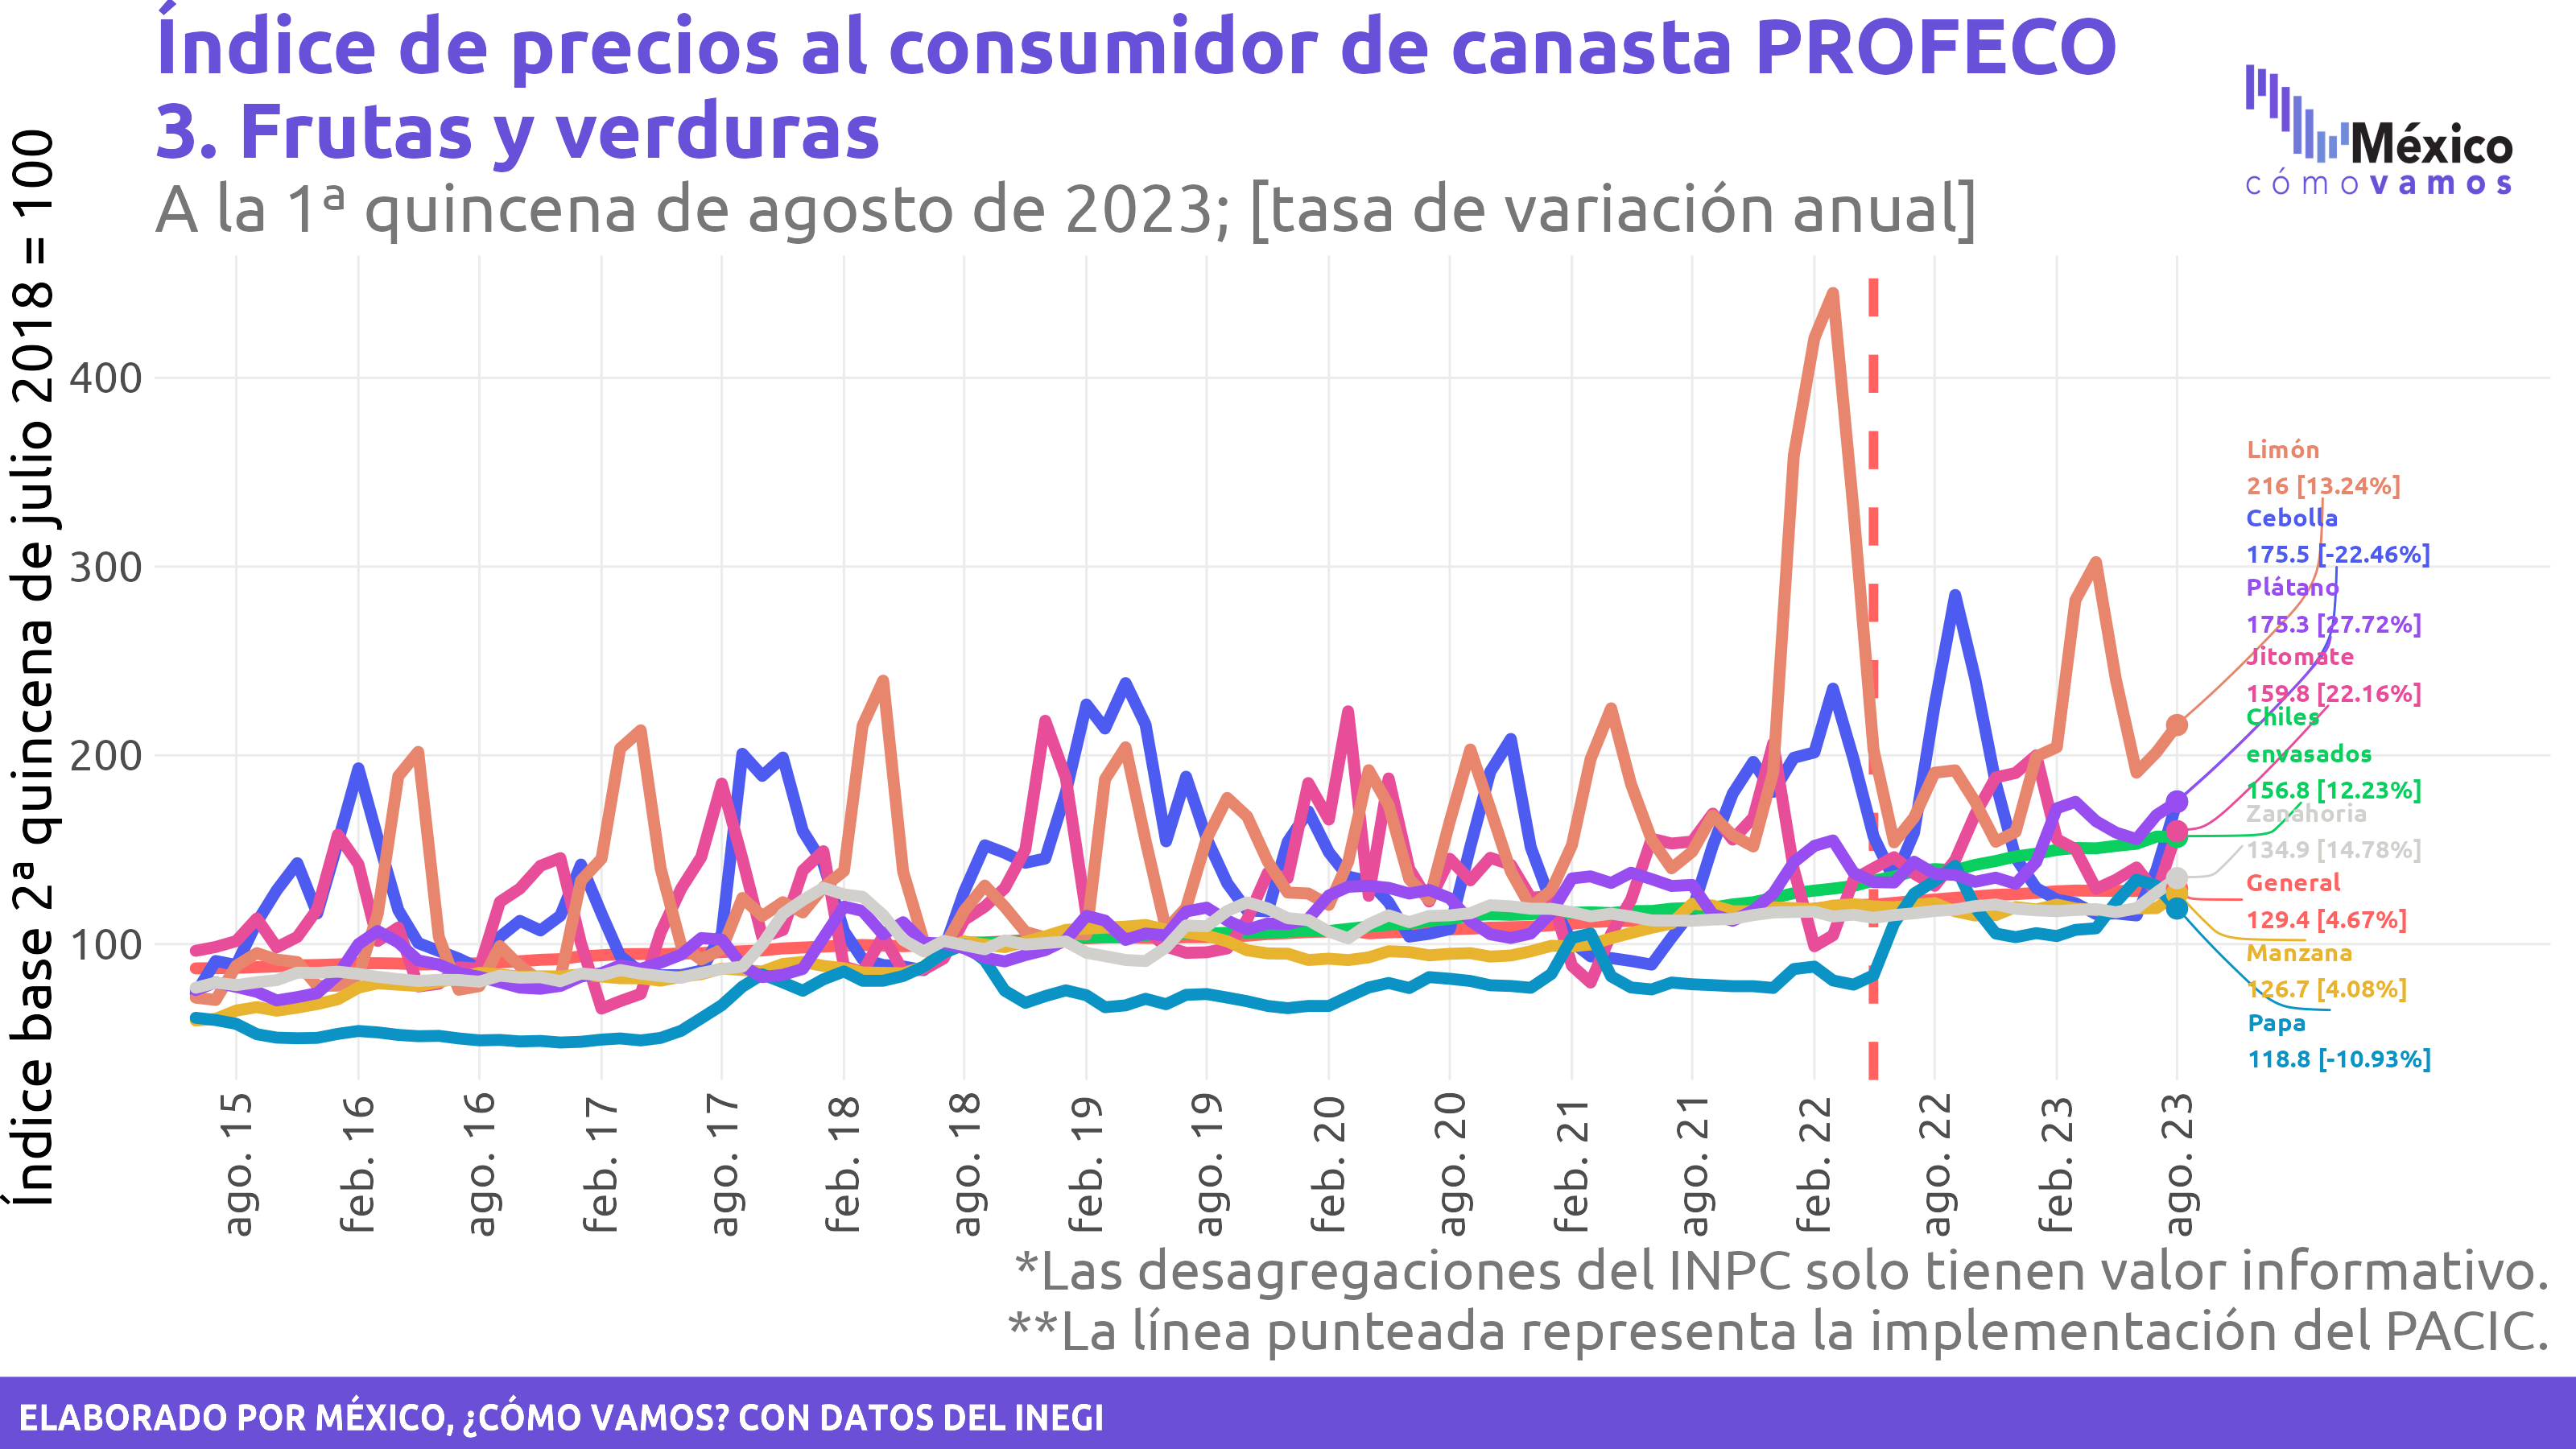 Índice de precios al consumidor de canasta PROFECO
3. Frutas y verduras
A la 1ª quincena de agosto de 2023; [tasa de variación anual]
México
cómo vamos
Índice base 2ª quincena de julio 2018 = 100
400
300
200
100
Limón
216 [13.24%]
Cebolla
175.5 [-22.46%]
Plátano
175.3 [27.72%]
Jitomate
159.8 [22.16%]
Chiles
envasados
156.8 [12.23%]
Zanahoria
134.9 [14.78%]
General
129.4 [4.67%]
Manzana
126.7 [4.08%]
Papa
118.8 [-10.93%]
ago. 15
feb. 16
ago. 16
feb. 17
ago. 17
feb. 18
ago. 18
feb. 19
ago. 19
feb. 20
ago. 20
feb. 21
ago. 21
feb. 22
ago. 22
feb. 23
ago. 23
*Las desagregaciones del INPC solo tienen valor informativo.
**La línea punteada representa la implementación del PACIC.
ELABORADO POR MÉXICO, ¿CÓMO VAMOS? CON DATOS DEL INEGI